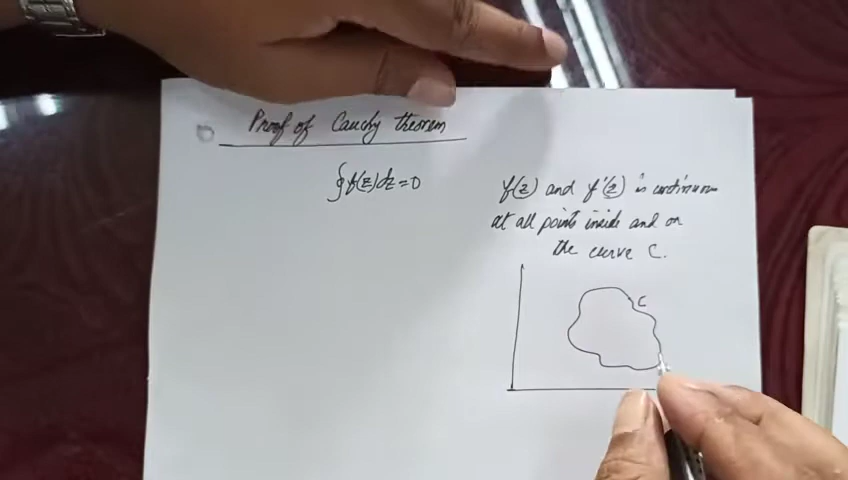 Proof of Cauchy theorem
∮f(z)dz=0
f(z) and f'(z) is continuous
at all points inside and on
the curve C.
C